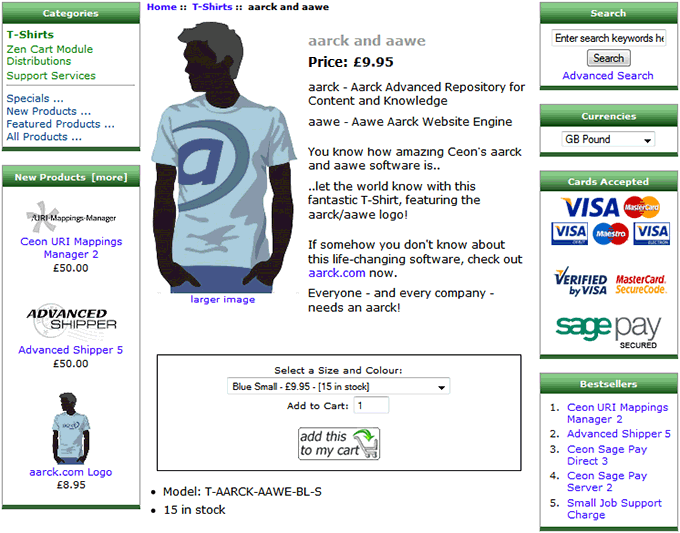 Categories
T-Shirts
Zen Cart Module
Distributions
Support Services
Specials ...
New Products ...
Featured Products ...
All Products ...
New Products [more]
URI-Mappings-Manager
Ceon URI Mappings
Manager 2
£50.00
ADVANCED
SHIPPER
Advanced Shipper 5
£50.00
aarck
aarck.com Logo
£8.95
Home :: T-Shirts :: aarck and aawe
a
larger image
aarck and aawe
Price: £9.95
aarck - Aarck Advanced Repository for
Content and Knowledge
aawe - Aawe Aarck Website Engine
You know how amazing Ceon's aarck
and aawe software is..
..let the world know with this
fantastic T-Shirt, featuring the
aarck/aawe logo!
If somehow you don't know about
this life-changing software, check out
aarck.com now.
Everyone - and every company -
needs an aarck!
Select a Size and Colour:
Blue Small - £9.95 - [15 in stock]
Add to Cart: 1
add this
to my cart
• Model: T-AARCK-AAWE-BL-S
• 15 in stock
Search
Enter search keywords he
Search
Advanced Search
Currencies
GB Pound
Cards Accepted
VISA MasterCard
VISA DEBIT Maestro VISA ELECTRON
VERIFIED by VISA MasterCard. SecureCode.
sage pay
SECURED
Bestsellers
1. Ceon URI Mappings
Manager 2
2. Advanced Shipper 5
3. Ceon Sage Pay
Direct 3
4. Ceon Sage Pay
Server 2
5. Small Job Support
Charge